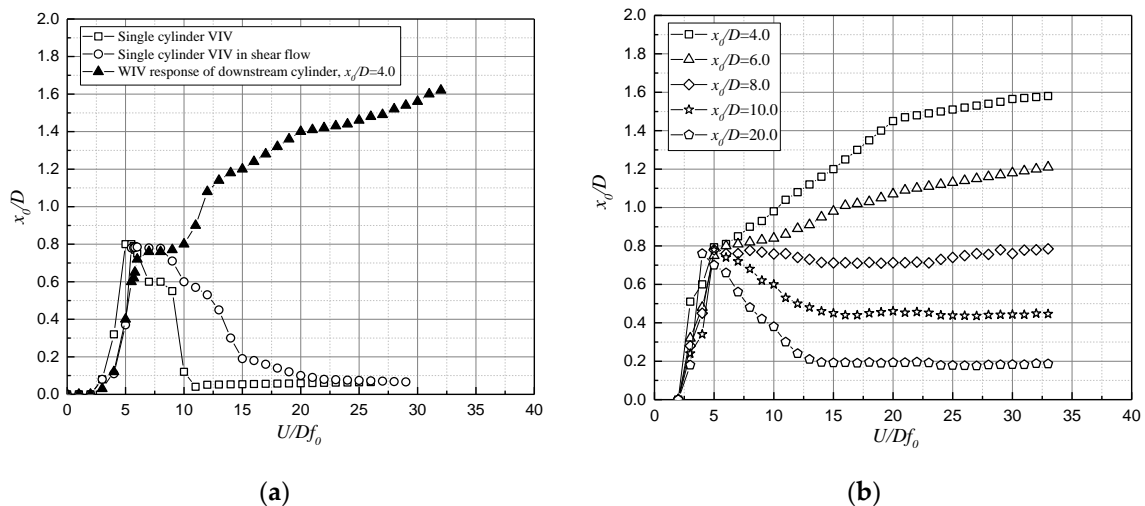 2.0
1.8
1.6
1.4
1.2
1.0
0.8
0.6
0.4
0.2
0.0
x₀/D
Single cylinder VIV
Single cylinder VIV in shear flow
WIV response of downstream cylinder, x₀/D=4.0
0 5 10 15 20 25 30 35 40
U/Df₀
(a)
2.0
1.8
1.6
1.4
1.2
1.0
0.8
0.6
0.4
0.2
0.0
x₀/D
x₀/D=4.0
x₀/D=6.0
x₀/D=8.0
x₀/D=10.0
x₀/D=20.0
0 5 10 15 20 25 30 35 40
U/Df₀
(b)